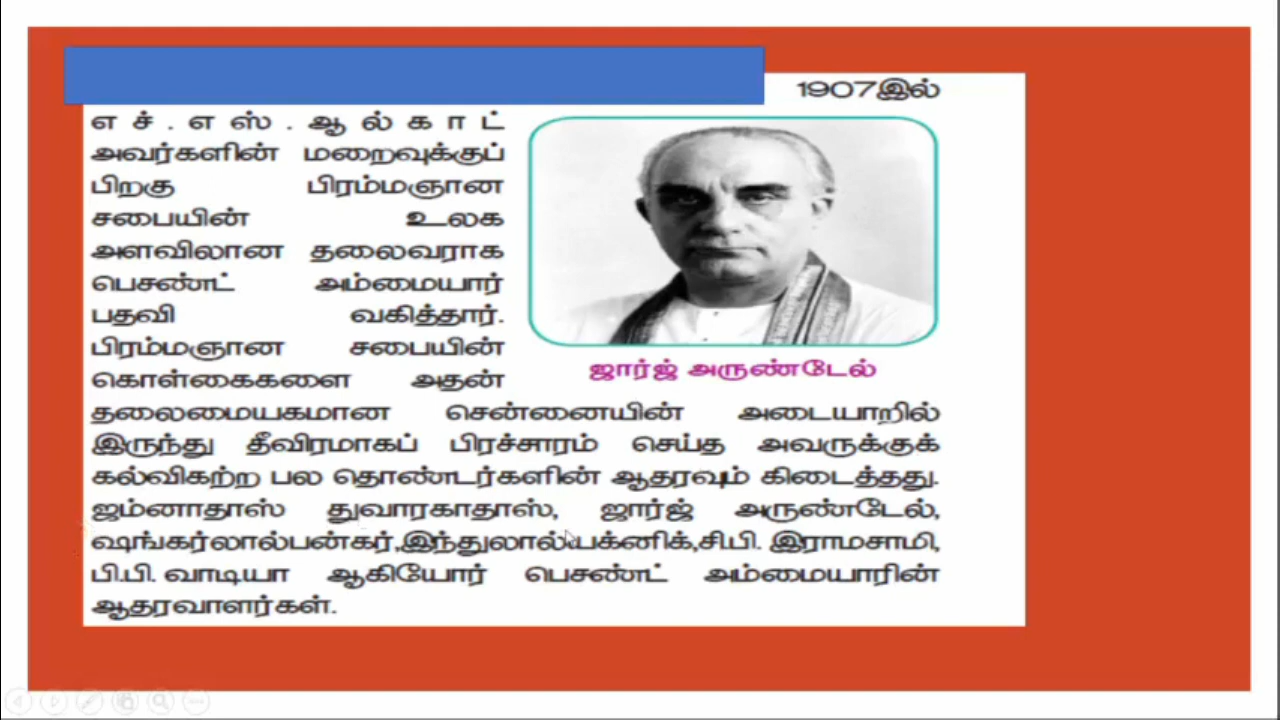 1907இல்
எச்.எஸ்.ஆல்காட்
அவர்களின் மறைவுக்குப்
பிறகு பிரம்மஞான
சபையின் உலக
அளவிலான தலைவராக
பெசண்ட் அம்மையார்
பதவி வகித்தார்.
பிரம்மஞான சபையின்
கொள்கைகளை அதன்
ஜார்ஜ் அருண்டேல்
தலைமையகமான சென்னையின் அடையாறில்
இருந்து தீவிரமாகப் பிரச்சாரம் செய்த அவருக்குக்
கல்விகற்ற பல தொண்டர்களின் ஆதரவும் கிடைத்தது.
ஜம்னாதாஸ் துவாரகாதாஸ், ஜார்ஜ் அருண்டேல்,
ஷங்கர்லால்பன்கர்,இந்துலால்யக்னிக்,சி.பி. இராமசாமி,
பி.பி. வாடியா ஆகியோர் பெசண்ட் அம்மையாரின்
ஆதரவாளர்கள்.